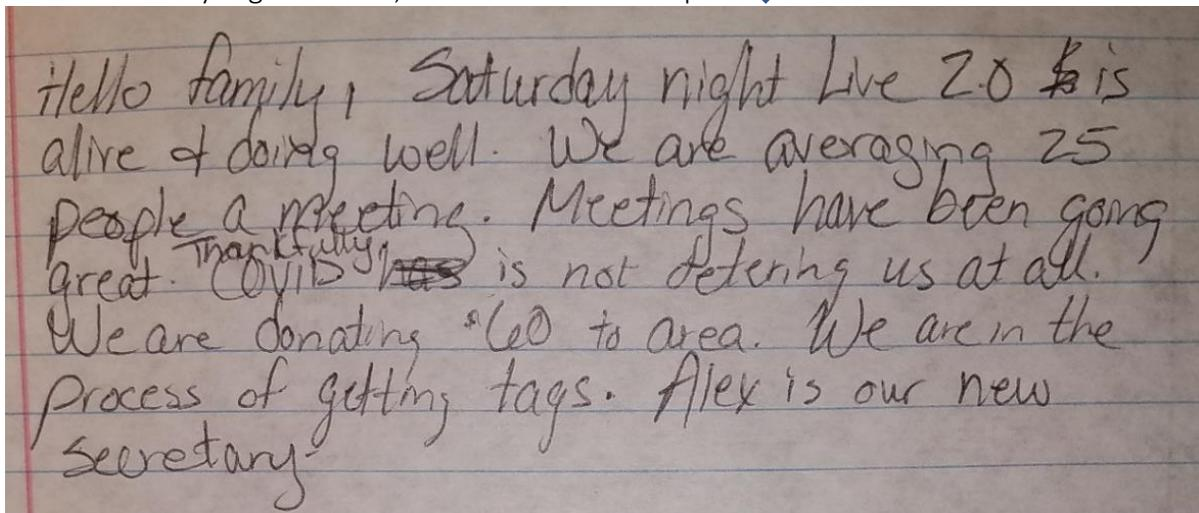 Hello family, Saturday night Live 2.0 is
alive & doing well. We are averaging 25
people a meeting. Meetings have been going
great. Thankfully, COVID is not detering us at all.
We are donating $60 to area. We are in the
process of getting tags. Alex is our new
secretary.